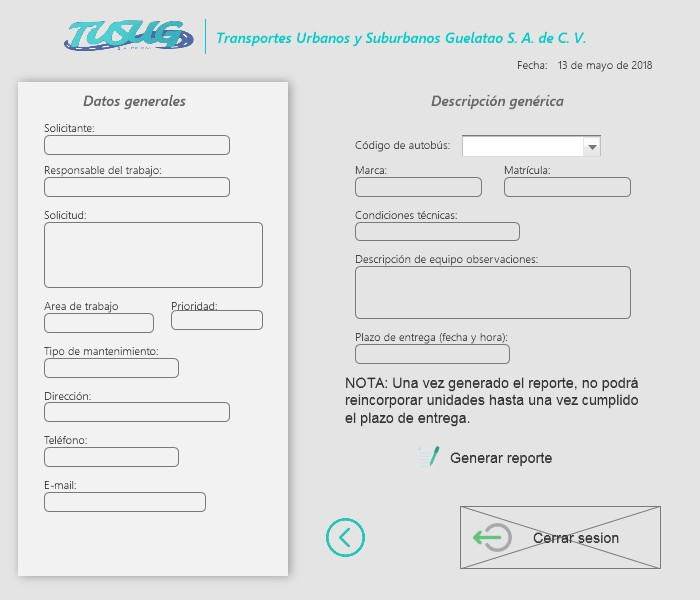 TUSUG
Transportes Urbanos y Suburbanos Guelatao S. A. de C. V.
Fecha: 13 de mayo de 2018
Datos generales
Solicitante:
Responsable del trabajo:
Solicitud:
Area de trabajo
Prioridad:
Tipo de mantenimiento:
Dirección:
Teléfono:
E-mail:
Descripción genérica
Código de autobús:
Marca:
Matrícula:
Condiciones técnicas:
Descripción de equipo observaciones:
Plazo de entrega (fecha y hora):
NOTA: Una vez generado el reporte, no podrá
reincorporar unidades hasta una vez cumplido
el plazo de entrega.
Generar reporte
Cerrar sesion